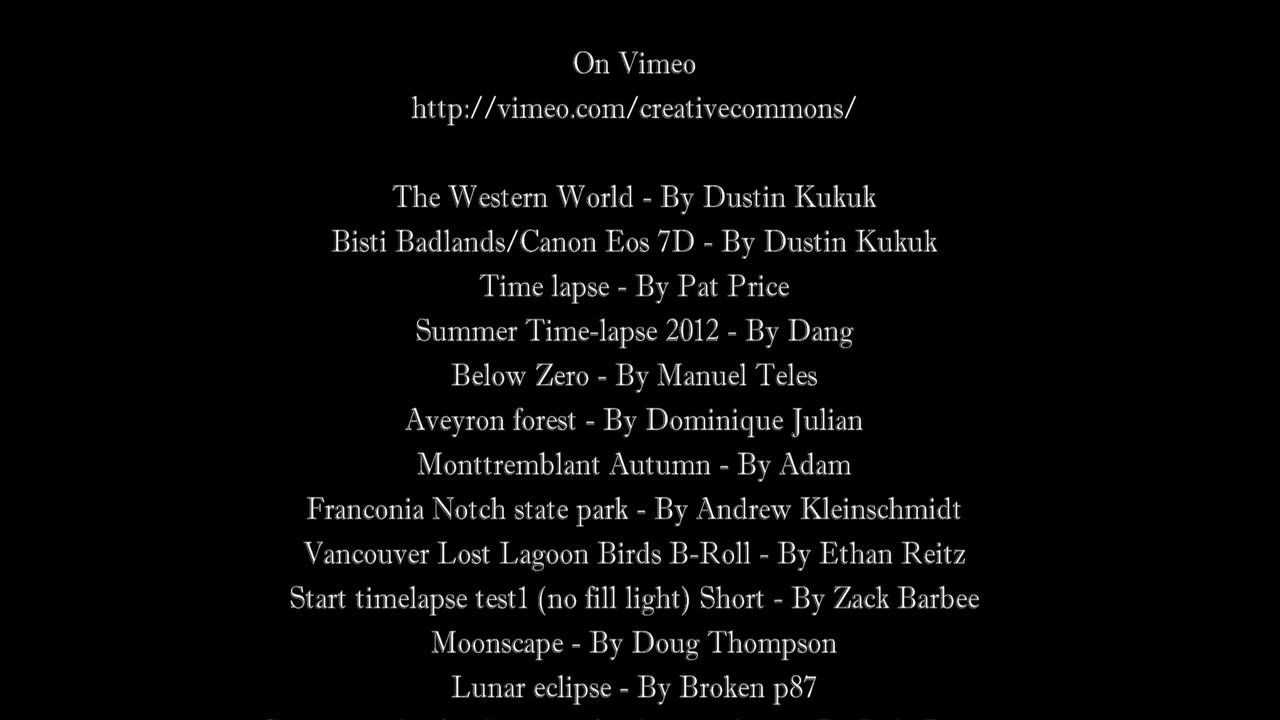 On Vimeo
http://vimeo.com/creativecommons/
The Western World - By Dustin Kukuk
Bisti Badlands/Canon Eos 7D - By Dustin Kukuk
Time lapse - By Pat Price
Summer Time-lapse 2012 - By Dang
Below Zero - By Manuel Teles
Aveyron forest - By Dominique Julian
Monttremblant Autumn - By Adam
Franconia Notch state park - By Andrew Kleinschmidt
Vancouver Lost Lagoon Birds B-Roll - By Ethan Reitz
Start timelapse test1 (no fill light) Short - By Zack Barbee
Moonscape - By Doug Thompson
Lunar eclipse - By Broken p87